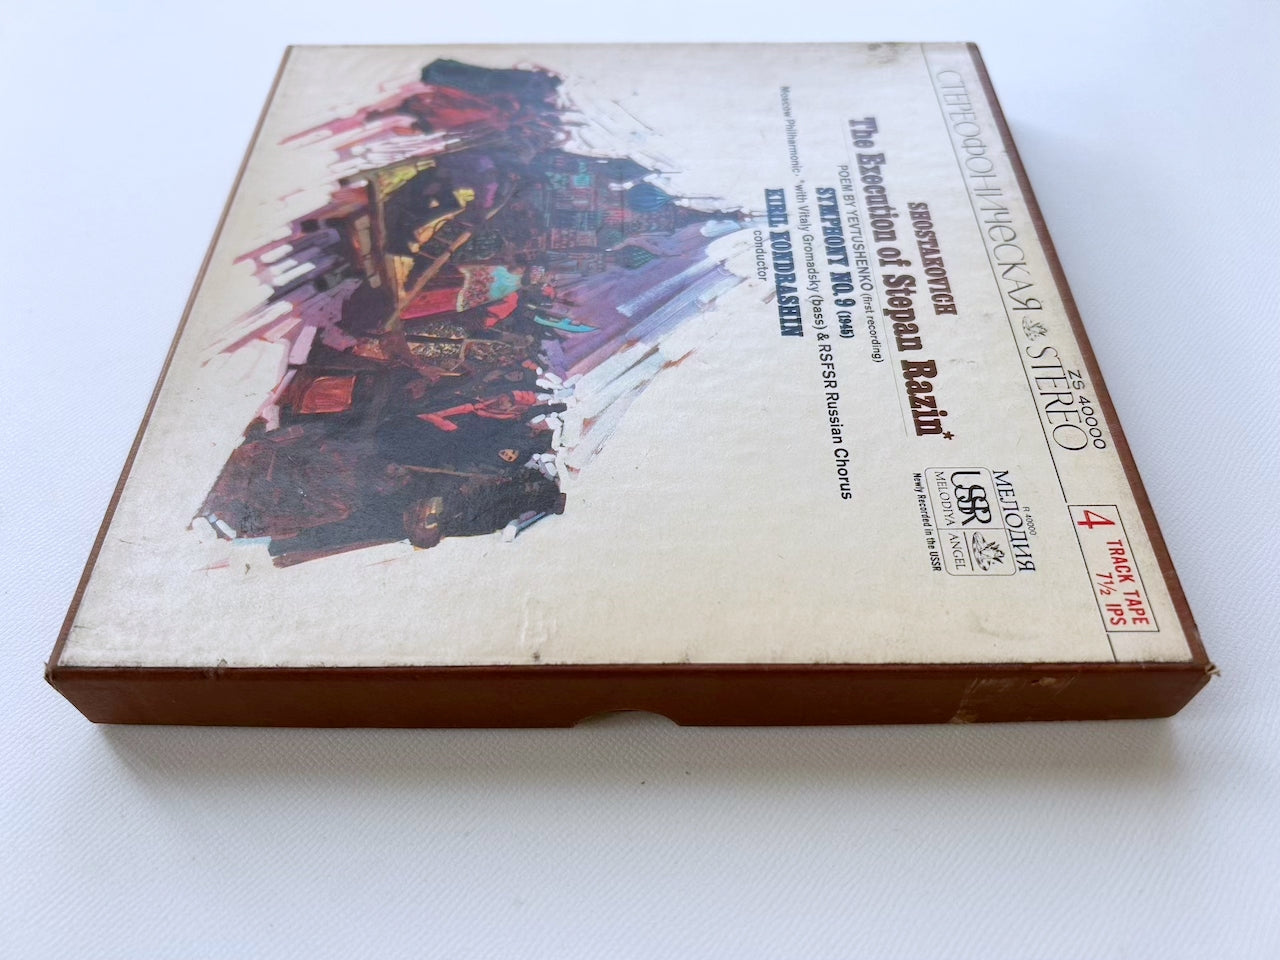 СТЕРЕОФОНИЧЕСКАЯ STEREO
ZS 40000
4 TRACK TAPE
7½ IPS
SHOSTAKOVICH
The Execution of Stepan Razin*
POEM BY YEVTUSHENKO (first recording)
SYMPHONY NO. 9 (1945)
Moscow Philharmonic· *with Vitaly Gromadsky (bass) & RSFSR Russian Chorus
KIRIL KONDRASHIN
conductor
R 40000
МЕЛОДИЯ
USSR
MELODIYA ANGEL
Newly Recorded in the USSR